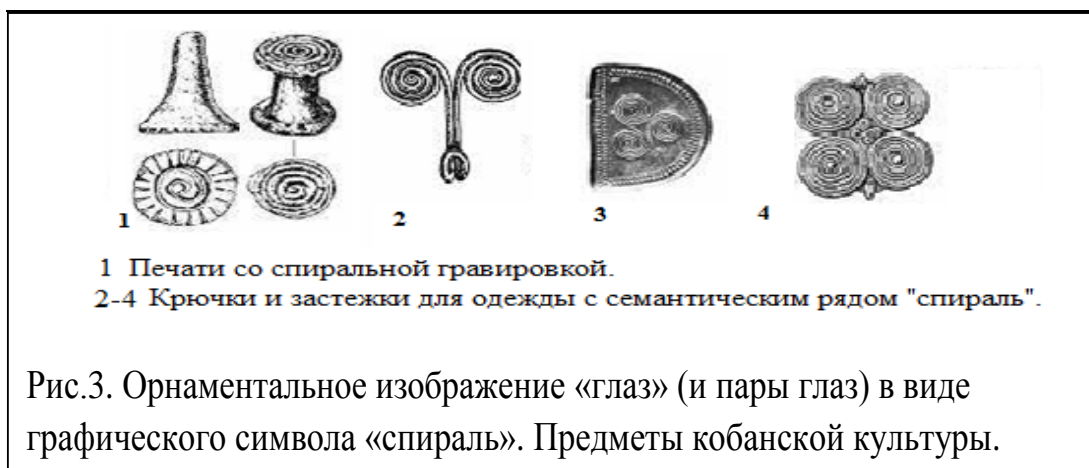 1 2 3 4
1 Печати со спиральной гравировкой.
2-4 Крючки и застежки для одежды с семантическим рядом "спираль".
Рис.3. Орнаментальное изображение «глаз» (и пары глаз) в виде
графического символа «спираль». Предметы кобанской культуры.